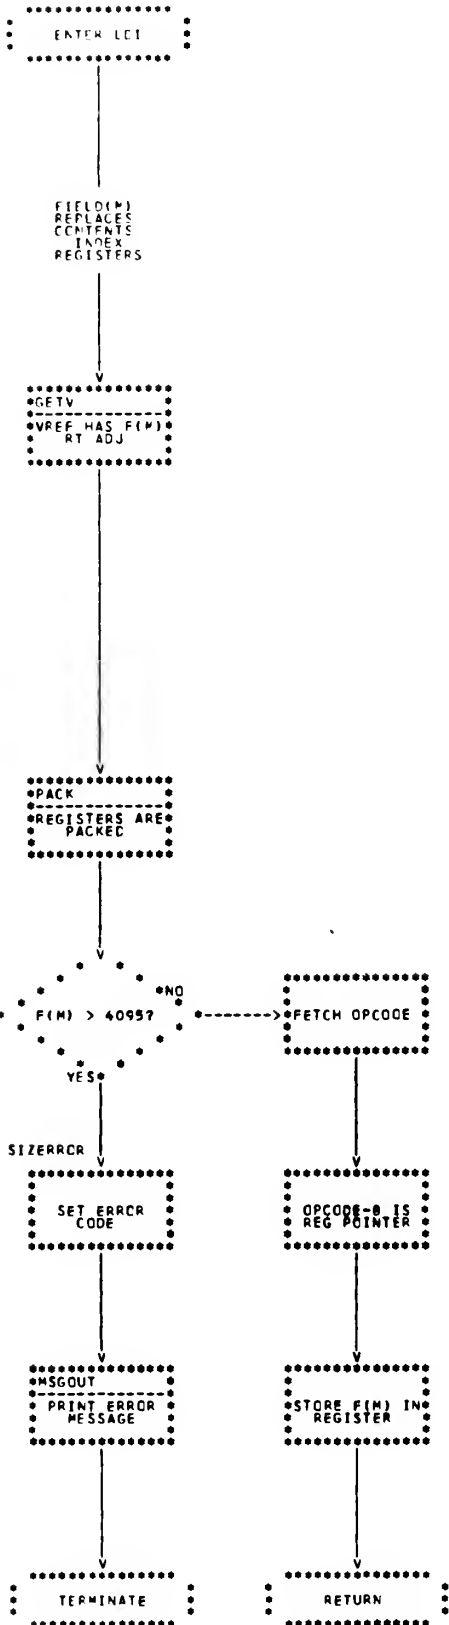 ENTER LDI
FIELD(M)
REPLACES
CONTENTS
INDEX
REGISTERS
GETV
VREF HAS F(M)
RT ADJ
PACK
REGISTERS ARE
PACKED
F(M) > 4095?
NO
FETCH OPCODE
YES
SIZERROR
SET ERROR
CODE
OPCODE-8 IS
REG POINTER
MSGOUT
PRINT ERROR
MESSAGE
STORE F(M) IN
REGISTER
TERMINATE
RETURN